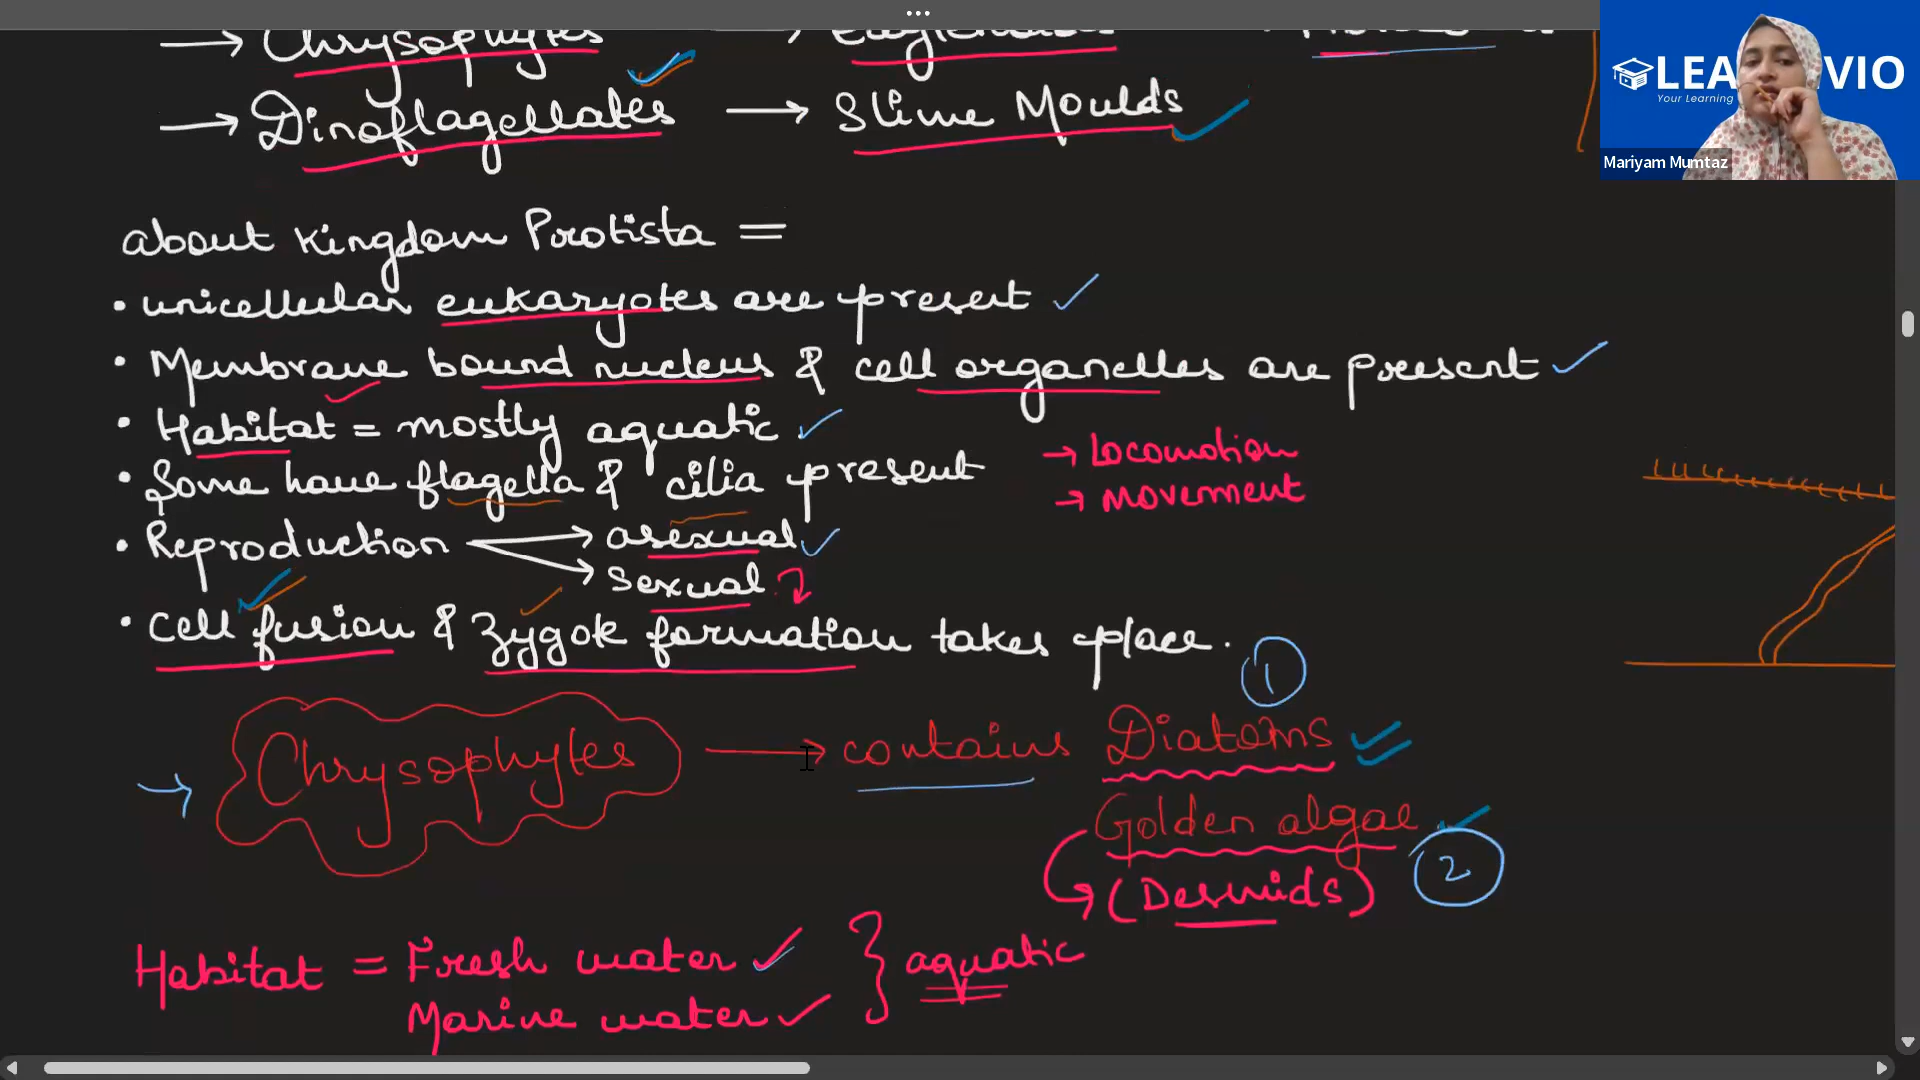 → Chrysophytes
→ Dinoflagellates → Slime Moulds
LEA VIO
Your Learning
Mariyam Mumtaz
about Kingdom Protista =
• unicellular eukaryotes are present
• Membrane bound nucleus & cell organelles are present
• Habitat = mostly aquatic
→ Locomotion
• Some have flagella & cilia present
→ Movement
• Reproduction → asexual
→ Sexual
• Cell fusion & Zygote formation takes place.
1
→ Chrysophytes → contains Diatoms
Golden algae
2
(Desmids)
Habitat = Fresh water } aquatic
Marine water